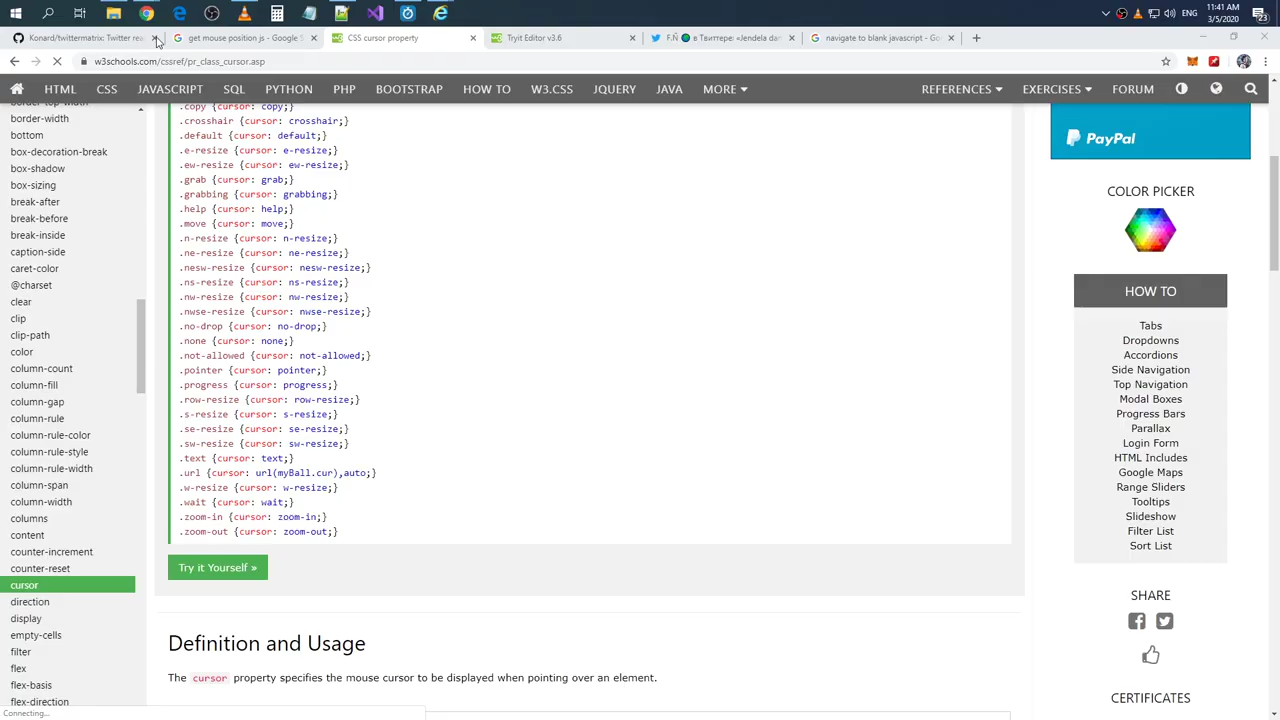 ENG
11:41 AM
3/5/2020
Konard/twittermatrix: Twitter rea
get mouse position js - Google S
CSS cursor property
Tryit Editor v3.6
в Твиттере: «Jendela dan
navigate to blank javascript - Go
w3schools.com/cssref/pr_class_cursor.asp
HTML CSS JAVASCRIPT SQL PYTHON PHP BOOTSTRAP HOW TO W3.CSS JQUERY JAVA MORE REFERENCES EXERCISES FORUM
border-top-width
border-width
bottom
box-decoration-break
box-shadow
box-sizing
break-after
break-before
break-inside
caption-side
caret-color
@charset
clear
clip
clip-path
color
column-count
column-fill
column-gap
column-rule
column-rule-color
column-rule-style
column-rule-width
column-span
column-width
columns
content
counter-increment
counter-reset
cursor
direction
display
empty-cells
filter
flex
flex-basis
flex-direction
Connecting...
.copy {cursor: copy;}
.crosshair {cursor: crosshair;}
.default {cursor: default;}
.e-resize {cursor: e-resize;}
.ew-resize {cursor: ew-resize;}
.grab {cursor: grab;}
.grabbing {cursor: grabbing;}
.help {cursor: help;}
.move {cursor: move;}
.n-resize {cursor: n-resize;}
.ne-resize {cursor: ne-resize;}
.nesw-resize {cursor: nesw-resize;}
.ns-resize {cursor: ns-resize;}
.nw-resize {cursor: nw-resize;}
.nwse-resize {cursor: nwse-resize;}
.no-drop {cursor: no-drop;}
.none {cursor: none;}
.not-allowed {cursor: not-allowed;}
.pointer {cursor: pointer;}
.progress {cursor: progress;}
.row-resize {cursor: row-resize;}
.s-resize {cursor: s-resize;}
.se-resize {cursor: se-resize;}
.sw-resize {cursor: sw-resize;}
.text {cursor: text;}
.url {cursor: url(myBall.cur),auto;}
.w-resize {cursor: w-resize;}
.wait {cursor: wait;}
.zoom-in {cursor: zoom-in;}
.zoom-out {cursor: zoom-out;}
Try it Yourself »
Definition and Usage
The cursor property specifies the mouse cursor to be displayed when pointing over an element.
PayPal
COLOR PICKER
HOW TO
Tabs
Dropdowns
Accordions
Side Navigation
Top Navigation
Modal Boxes
Progress Bars
Parallax
Login Form
HTML Includes
Google Maps
Range Sliders
Tooltips
Slideshow
Filter List
Sort List
SHARE
CERTIFICATES